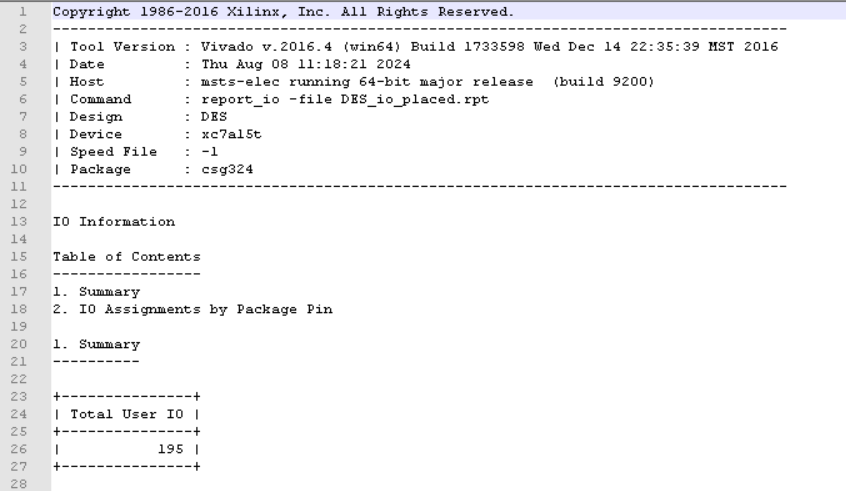 1 Copyright 1986-2016 Xilinx, Inc. All Rights Reserved.
2 -------------------------------------------------------------------------------------
3 | Tool Version : Vivado v.2016.4 (win64) Build 1733598 Wed Dec 14 22:35:39 MST 2016
4 | Date         : Thu Aug 08 11:18:21 2024
5 | Host         : msts-elec running 64-bit major release  (build 9200)
6 | Command      : report_io -file DES_io_placed.rpt
7 | Design       : DES
8 | Device       : xc7a15t
9 | Speed File   : -1
10 | Package      : csg324
11 -------------------------------------------------------------------------------------
12
13 IO Information
14
15 Table of Contents
16 -----------------
17 1. Summary
18 2. IO Assignments by Package Pin
19
20 1. Summary
21 ----------
22
23 +---------------+
24 | Total User IO |
25 +---------------+
26 |           195 |
27 +---------------+
28